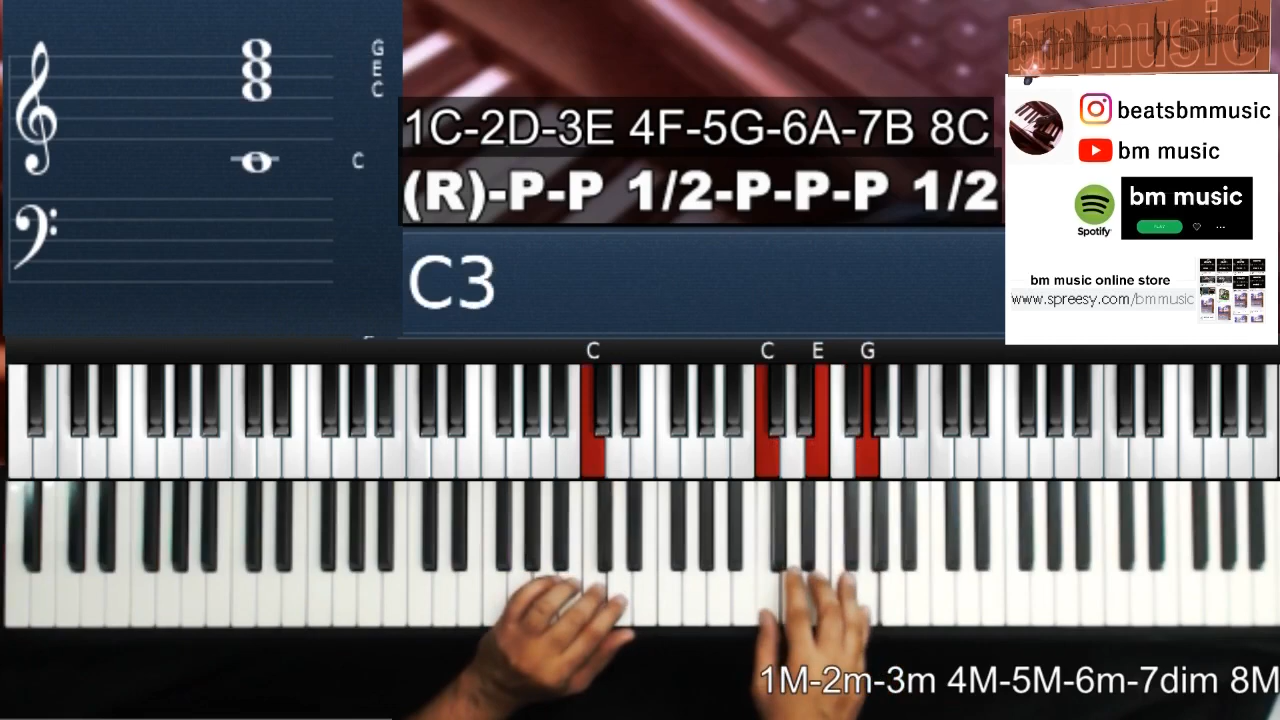 G
E
C
C
1C-2D-3E 4F-5G-6A-7B 8C
(R)-P-P 1/2-P-P-P 1/2
C3
bm music
beatsbmmusic
bm music
bm music
PLAY
Spotify
bm music online store
www.spreesy.com/bmmusic
C C E G
1M-2m-3m 4M-5M-6m-7dim 8M